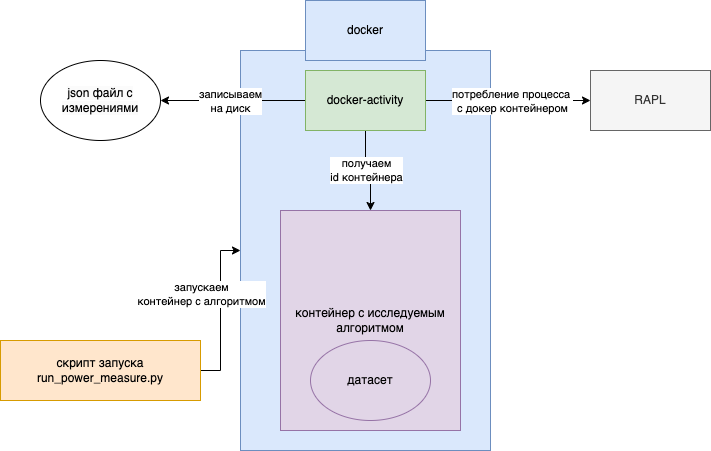 docker
json файл с
измерениями
записываем
на диск
docker-activity
потребление процесса
с докер контейнером
RAPL
получаем
id контейнера
запускаем
контейнер с алгоритмом
контейнер с исследуемым
алгоритмом
скрипт запуска
run_power_measure.py
датасет